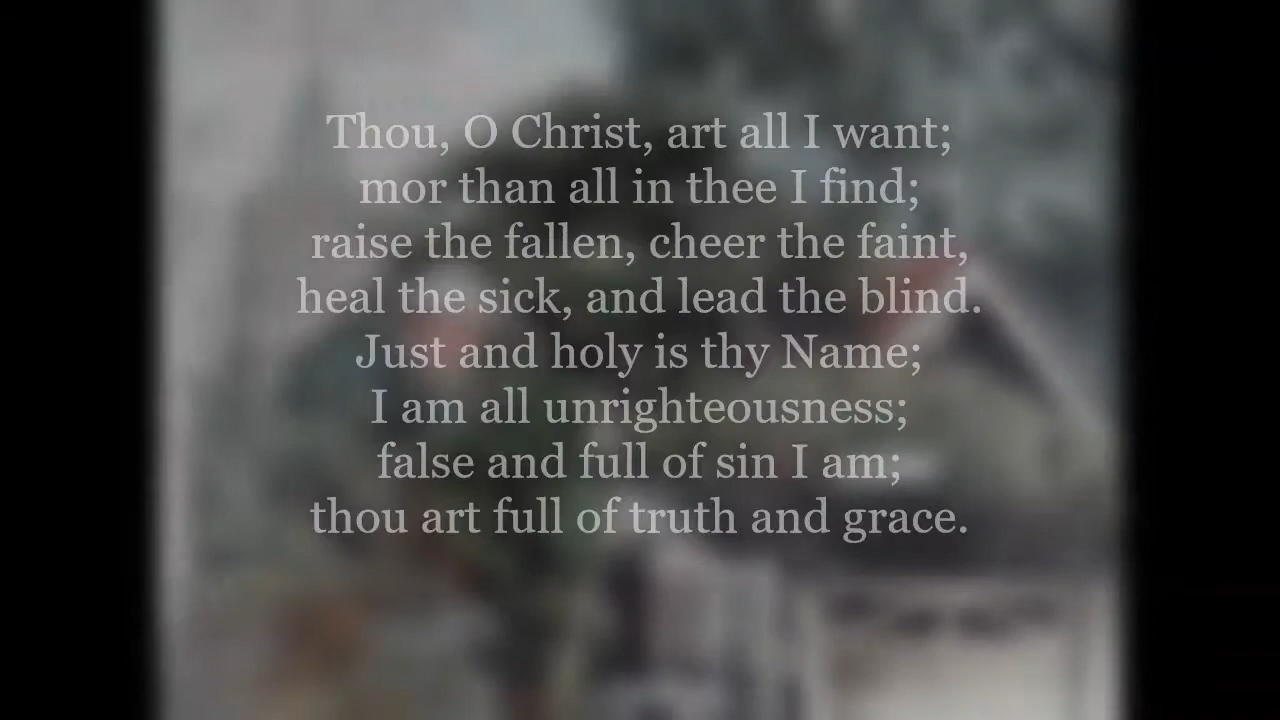 Thou, O Christ, art all I want;
mor than all in thee I find;
raise the fallen, cheer the faint,
heal the sick, and lead the blind.
Just and holy is thy Name;
I am all unrighteousness;
false and full of sin I am;
thou art full of truth and grace.